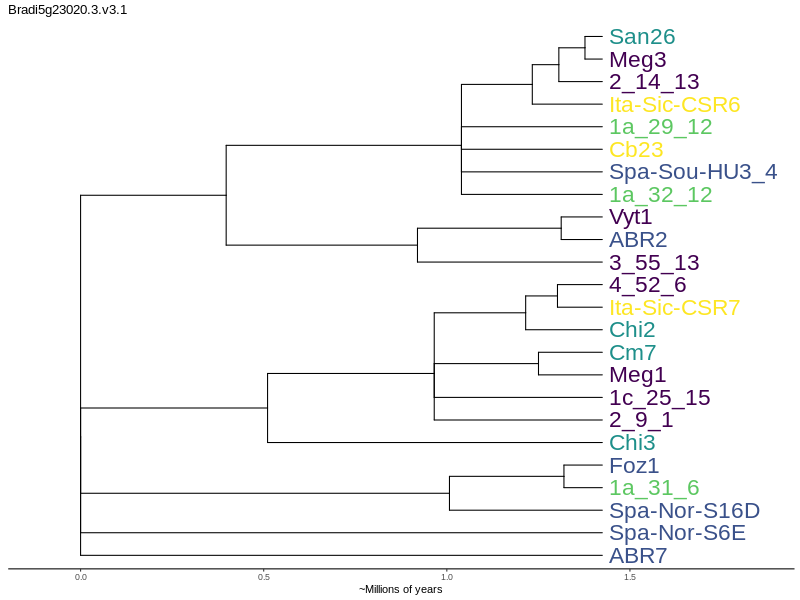 Bradi5g23020.3.v3.1
San26
Meg3
2_14_13
Ita-Sic-CSR6
1a_29_12
Cb23
Spa-Sou-HU3_4
1a_32_12
Vyt1
ABR2
3_55_13
4_52_6
Ita-Sic-CSR7
Chi2
Cm7
Meg1
1c_25_15
2_9_1
Chi3
Foz1
1a_31_6
Spa-Nor-S16D
Spa-Nor-S6E
ABR7
0.0 0.5 1.0 1.5
~Millions of years